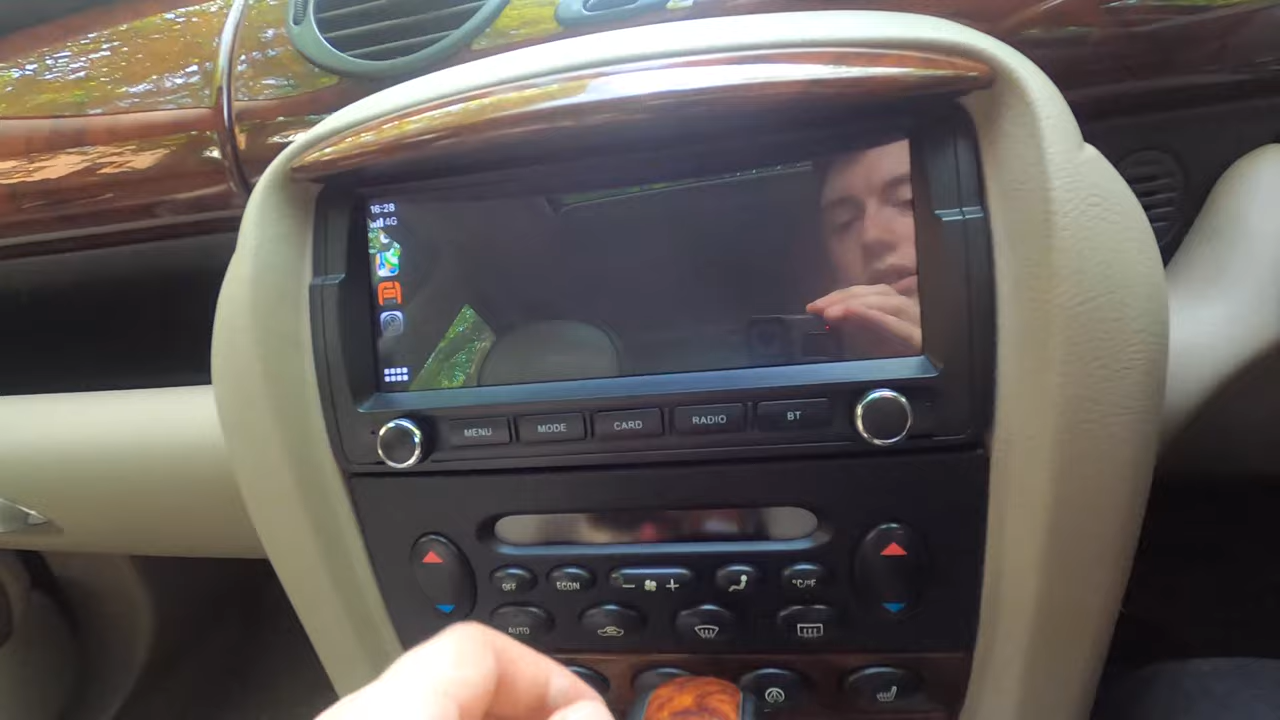 16:28
4G
MENU MODE CARD RADIO BT
OFF ECON - + °C/°F
AUTO